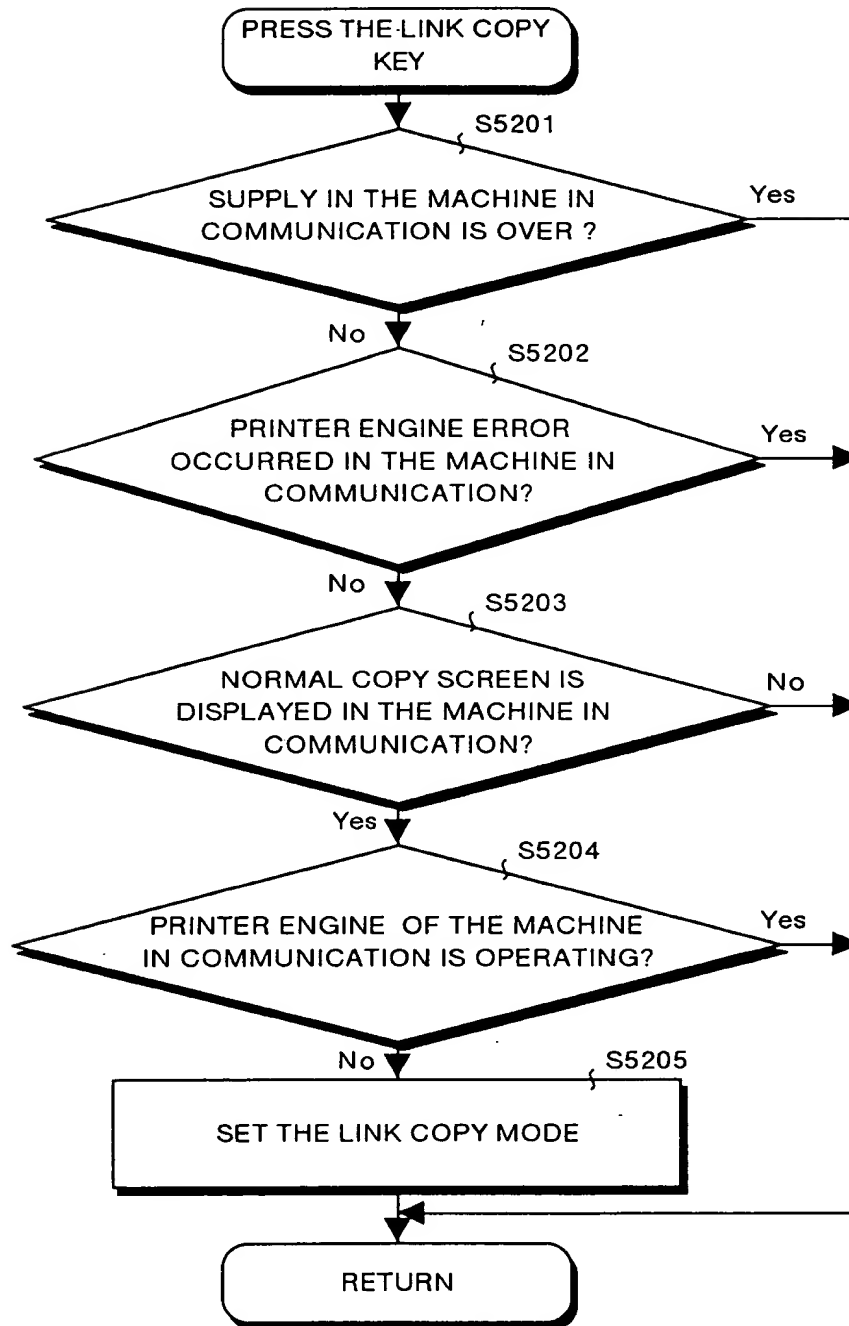 PRESS THE LINK COPY
KEY
S5201
SUPPLY IN THE MACHINE IN
COMMUNICATION IS OVER ?
Yes
No
S5202
PRINTER ENGINE ERROR
OCCURRED IN THE MACHINE IN
COMMUNICATION?
Yes
No
S5203
NORMAL COPY SCREEN IS
DISPLAYED IN THE MACHINE IN
COMMUNICATION?
No
Yes
S5204
PRINTER ENGINE OF THE MACHINE
IN COMMUNICATION IS OPERATING?
Yes
No
S5205
SET THE LINK COPY MODE
RETURN